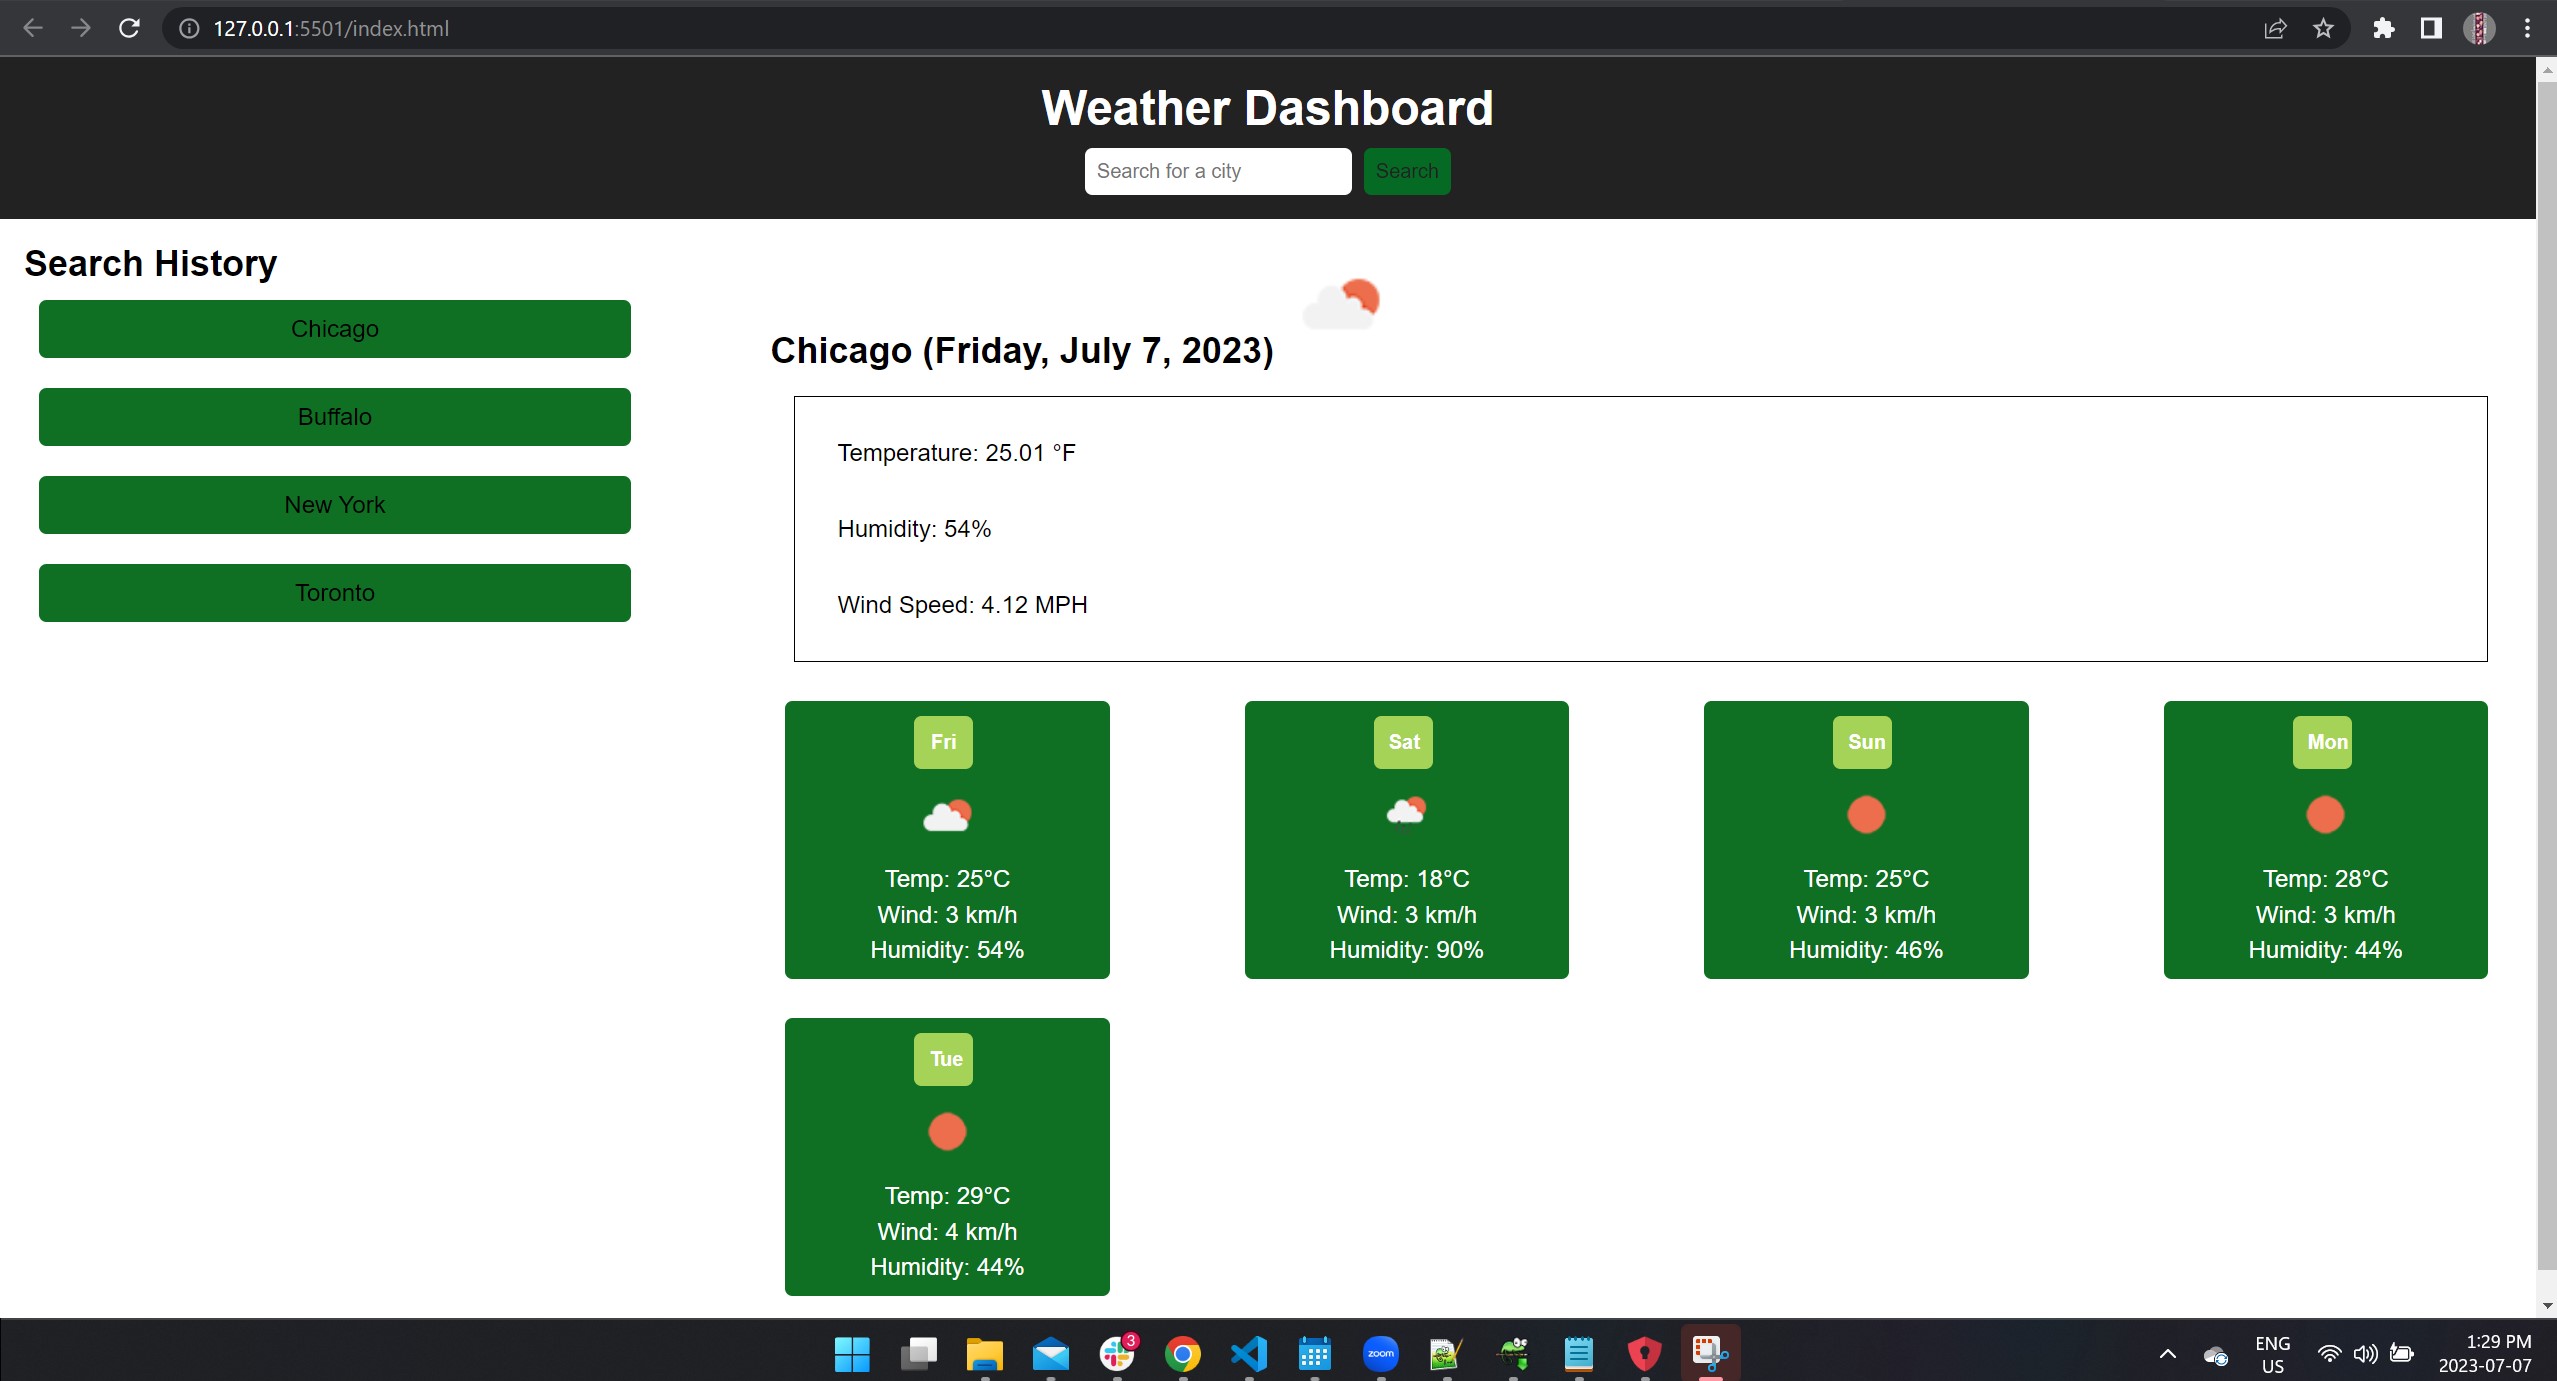 127.0.0.1:5501/index.html
Weather Dashboard
Search for a city
Search
Search History
Chicago
Buffalo
New York
Toronto
Chicago (Friday, July 7, 2023)
Temperature: 25.01 °F
Humidity: 54%
Wind Speed: 4.12 MPH
Fri
Temp: 25°C
Wind: 3 km/h
Humidity: 54%
Sat
Temp: 18°C
Wind: 3 km/h
Humidity: 90%
Sun
Temp: 25°C
Wind: 3 km/h
Humidity: 46%
Mon
Temp: 28°C
Wind: 3 km/h
Humidity: 44%
Tue
Temp: 29°C
Wind: 4 km/h
Humidity: 44%
3
zoom
ENG
US
1:29 PM
2023-07-07